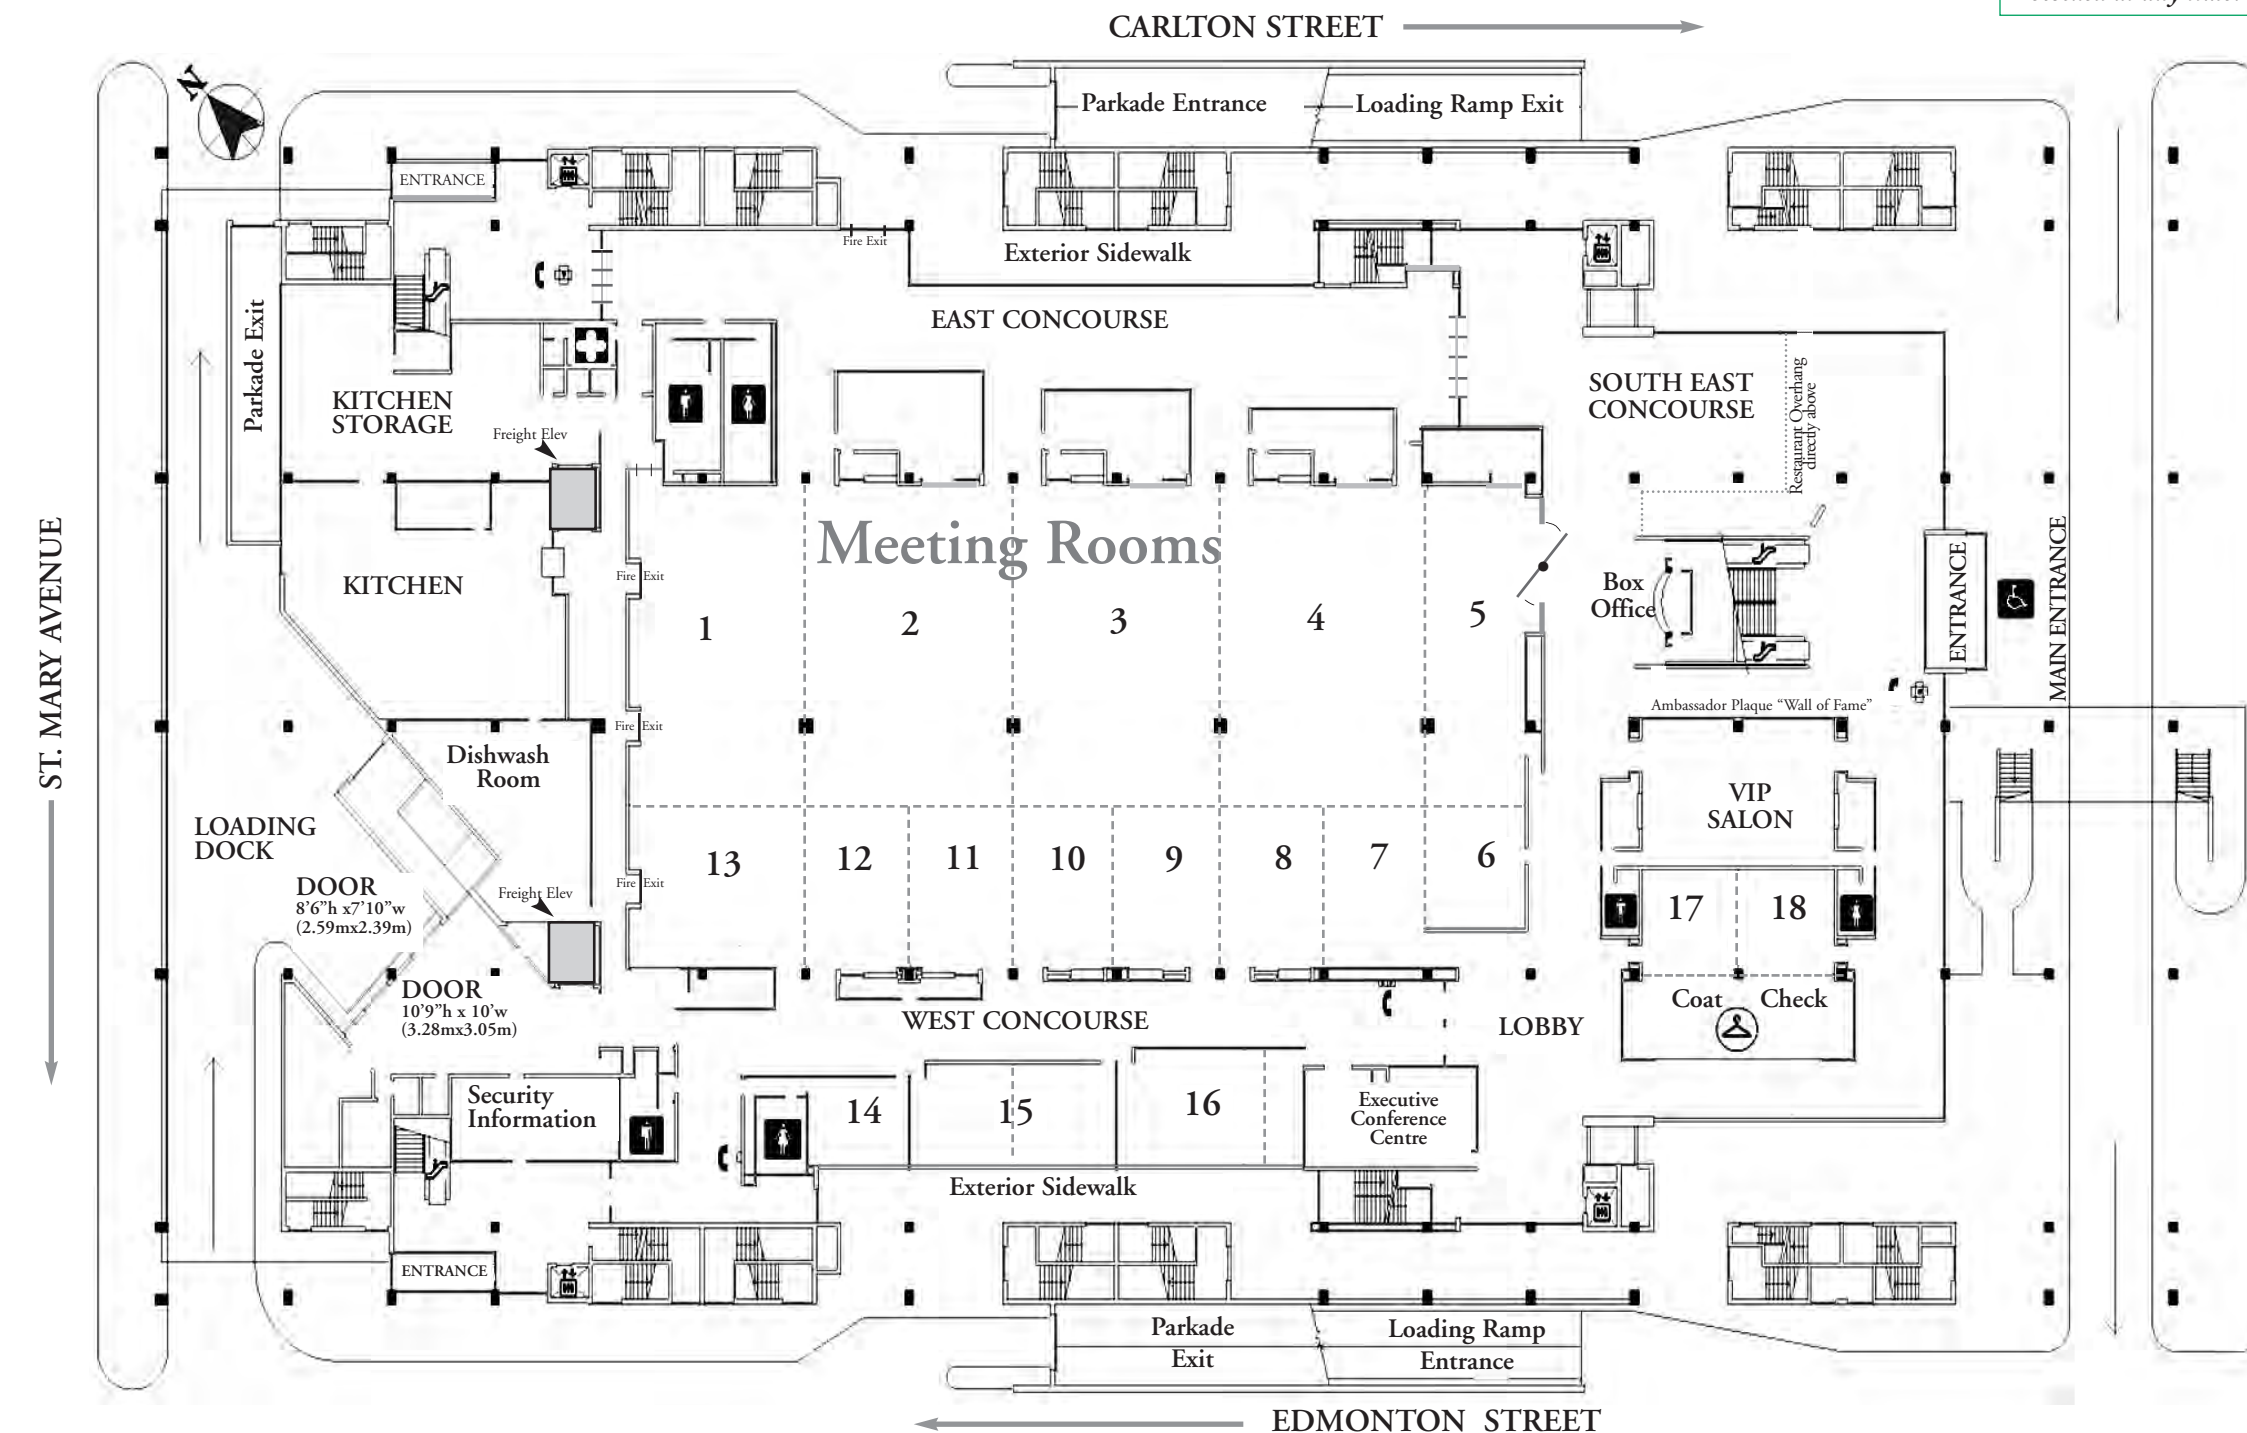 CARLTON STREET
N
Parkade Entrance
Loading Ramp Exit
ENTRANCE
Fire Exit
Exterior Sidewalk
EAST CONCOURSE
Parkade Exit
KITCHEN
STORAGE
Freight Elev
SOUTH EAST
CONCOURSE
Restaurant Overhang
directly above
Meeting Rooms
ST. MARY AVENUE
KITCHEN
Fire Exit
1
2
3
4
5
Box
Office
ENTRANCE
MAIN ENTRANCE
Ambassador Plaque “Wall of Fame”
Fire Exit
Dishwash
Room
VIP
SALON
LOADING
DOCK
DOOR
8’6”h x7’10”w
(2.59mx2.39m)
Freight Elev
Fire Exit
13
12
11
10
9
8
7
6
17
18
DOOR
10’9”h x 10’w
(3.28mx3.05m)
WEST CONCOURSE
LOBBY
Coat Check
Security
Information
14
15
16
Executive
Conference
Centre
Exterior Sidewalk
ENTRANCE
Parkade
Exit
Loading Ramp
Entrance
EDMONTON STREET